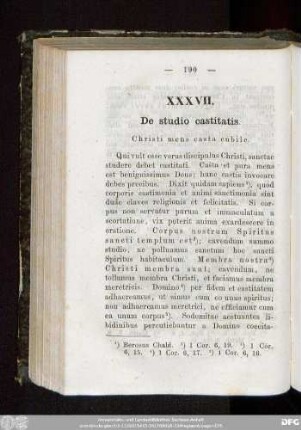 — 190 —
XXXVII.
De studio castitatis.
Christi mens casta cubile.
Qui vult esse verus discipulus Christi, sanctae
studere debet castitati. Casta et pura mens
est benignissimus Deus; hanc castis invocare
debes precibus. Dixit quidam sapiens¹), quod
corporis sanctimonia et animi sanctimonia sint
duae claves religionis et felicitatis. Si cor-
pus non servatur purum et immaculatum a
scortatione, vix poterit animus exardescere in
oratione. Corpus nostrum Spiritus
sancti templum est²); cavendum summo
studio, ne polluamus sanctum hoc sancti
Spiritus habitaculum. Membra nostra³)
Christi membra sunt; cavendum, ne
tollamus membra Christi, et faciamus membra
meretricis. Domino⁴) per fidem et castitatem
adhaereamus, ut simus cum eo unus spiritus;
non adhaereamus meretrici, ne efficiamur cum
ea unum corpus⁵). Sodomitae aestuantes li-
bidinibus percutiebantur a Domino coecita-
¹) Berosus Chald. ²) 1 Cor. 6, 19. ³) 1 Cor.
6, 15. ⁴) 1 Cor. 6, 17. ⁵) 1 Cor. 6, 16.